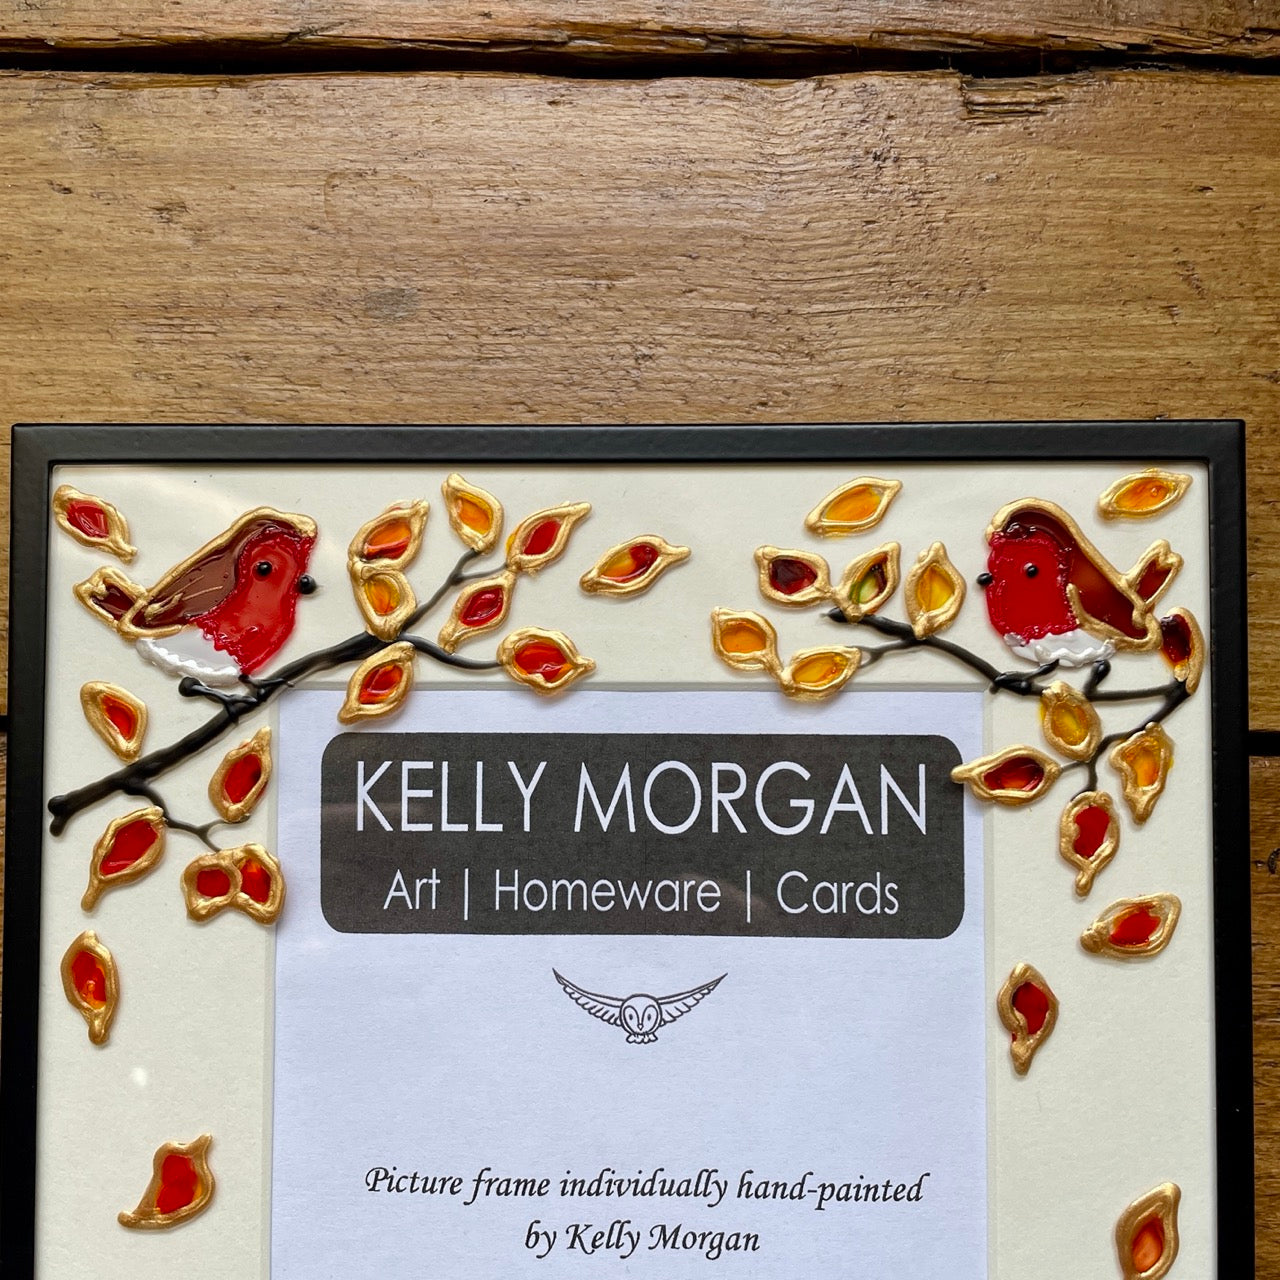 KELLY MORGAN
Art | Homeware | Cards
Picture frame individually hand-painted
by Kelly Morgan